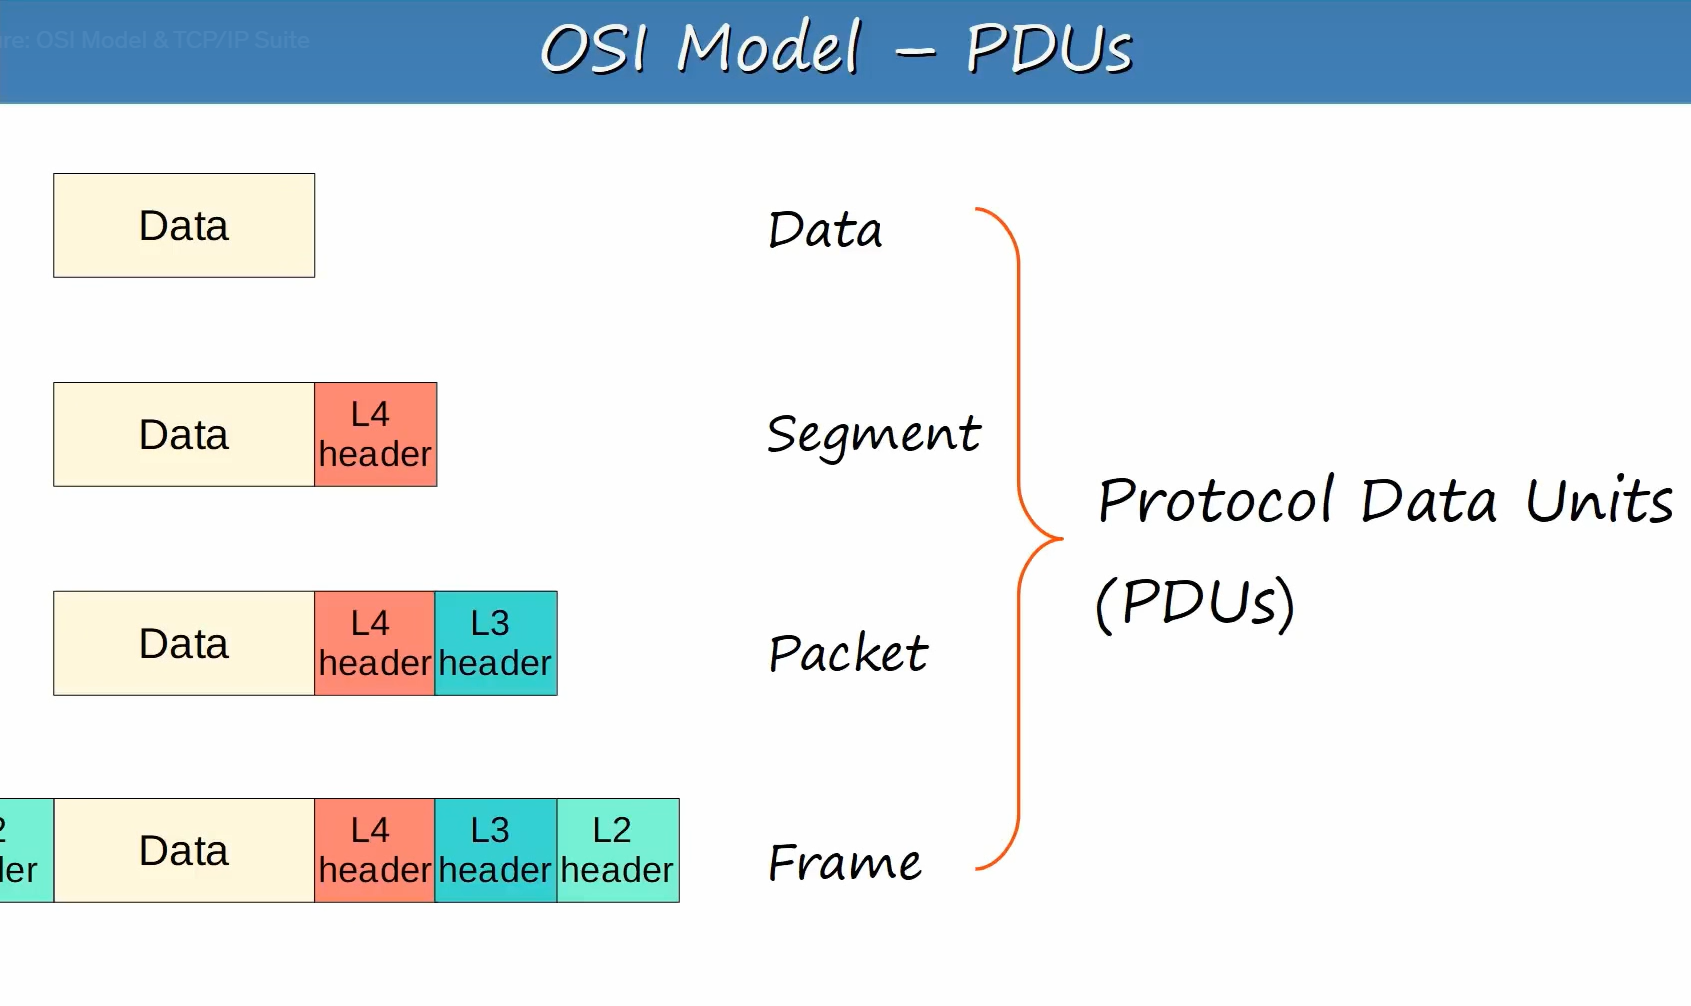 re: OSI Model & TCP/IP Suite
OSI Model – PDUs
Data
Data
Data
L4
header
Segment
Protocol Data Units
(PDUs)
Data
L4
header
L3
header
Packet
2
er
Data
L4
header
L3
header
L2
header
Frame